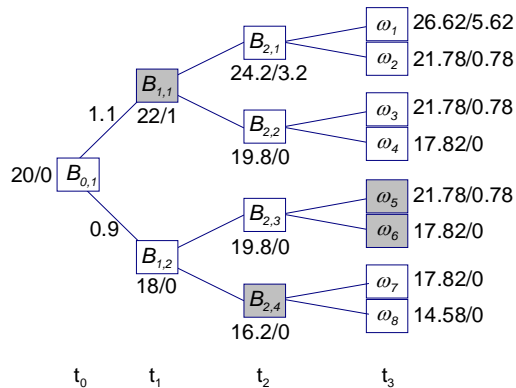 ω1 26.62/5.62
B2,1
24.2/3.2
ω2 21.78/0.78
B1,1
22/1
1.1
ω3 21.78/0.78
B2,2
19.8/0
ω4 17.82/0
20/0 B0,1
ω5 21.78/0.78
B2,3
19.8/0
ω6 17.82/0
0.9
B1,2
18/0
ω7 17.82/0
B2,4
16.2/0
ω8 14.58/0
t0 t1 t2 t3